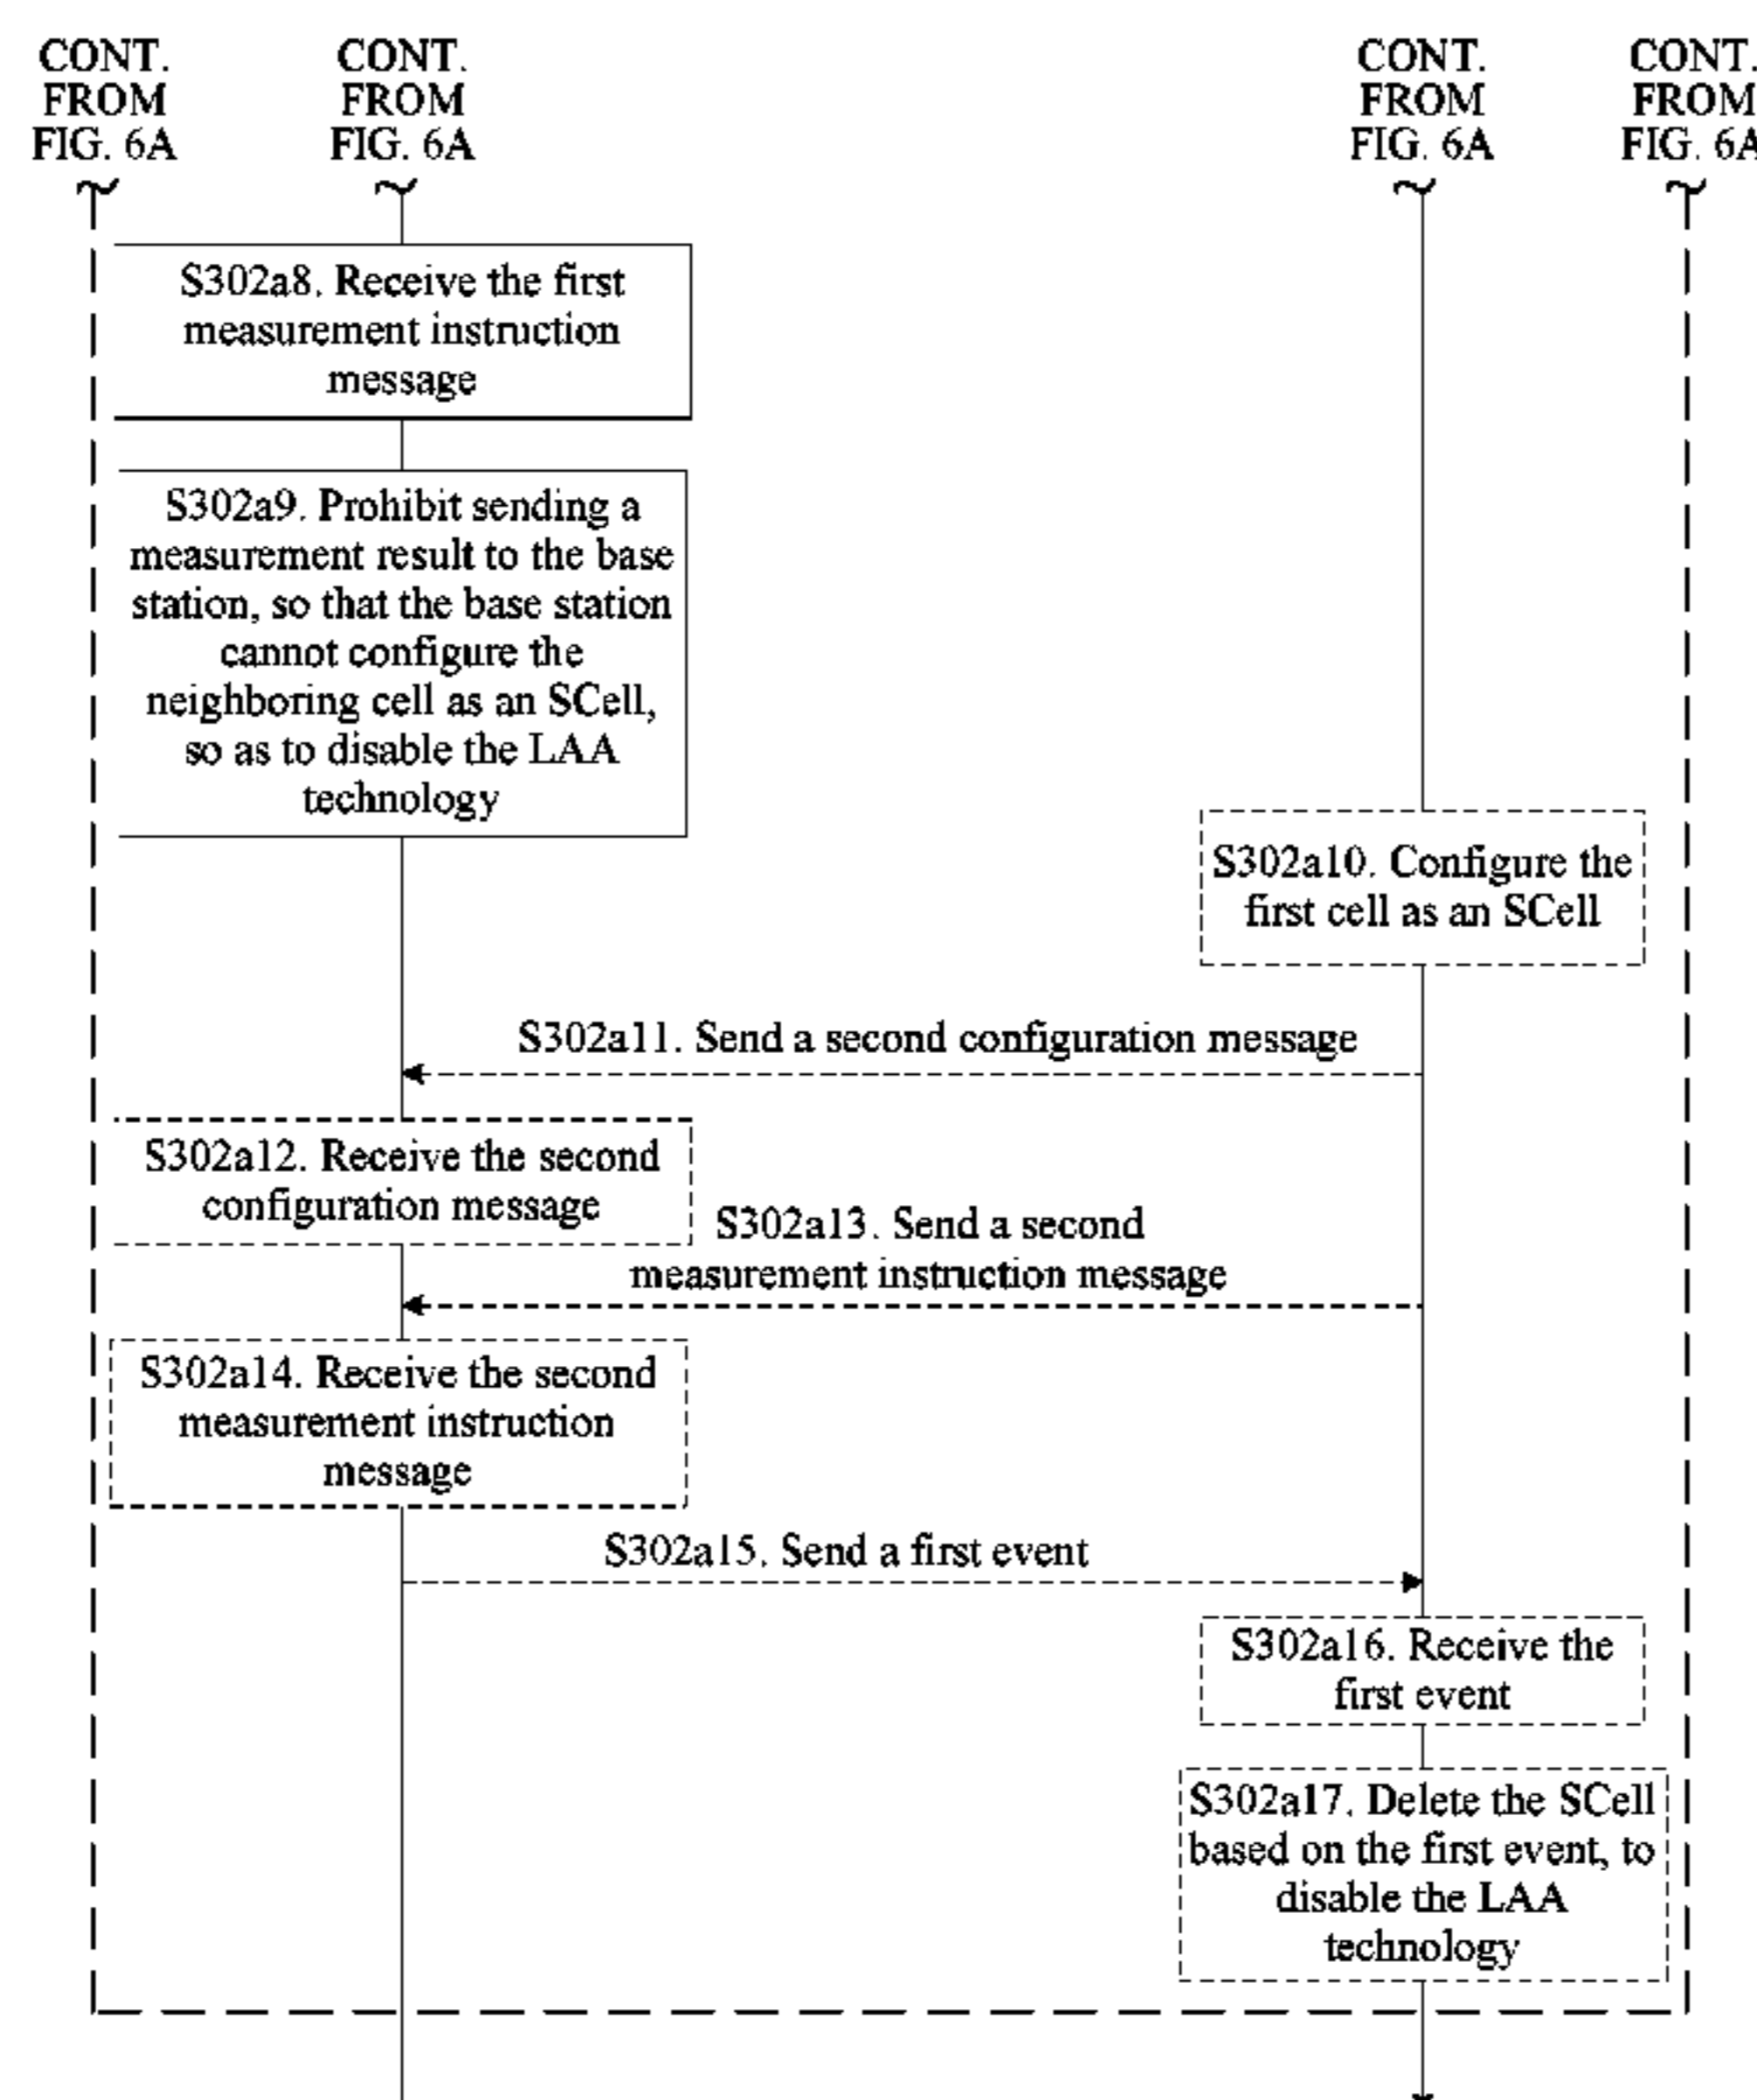 CONT.
FROM
FIG. 6A
CONT.
FROM
FIG. 6A
CONT.
FROM
FIG. 6A
CONT.
FROM
FIG. 6A
S302a8. Receive the first
measurement instruction
message
S302a9. Prohibit sending a
measurement result to the base
station, so that the base station
cannot configure the
neighboring cell as an SCell,
so as to disable the LAA
technology
S302a10. Configure the
first cell as an SCell
S302a11. Send a second configuration message
S302a12. Receive the second
configuration message
S302a13. Send a second
measurement instruction message
S302a14. Receive the second
measurement instruction
message
S302a15. Send a first event
S302a16. Receive the
first event
S302a17. Delete the SCell
based on the first event, to
disable the LAA
technology